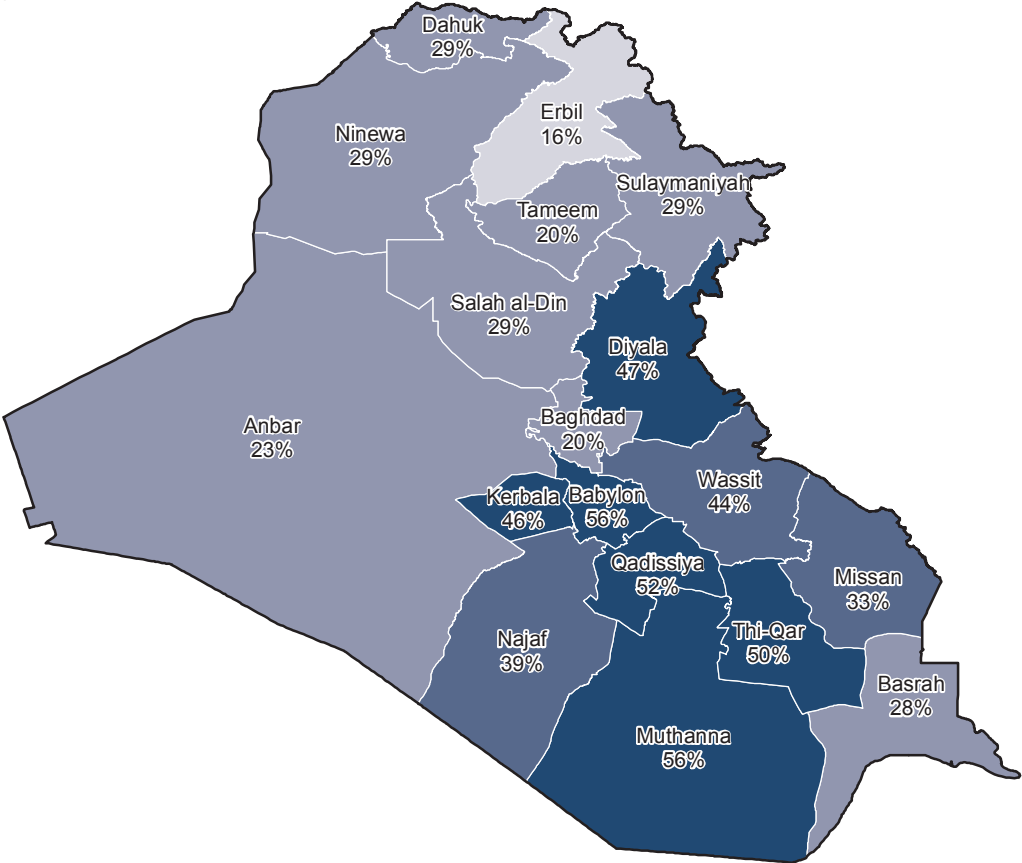 Dahuk
29%
Erbil
16%
Ninewa
29%
Sulaymaniyah
29%
Tameem
20%
Salah al-Din
29%
Diyala
47%
Baghdad
20%
Anbar
23%
Wassit
44%
Kerbala
46%
Babylon
56%
Qadissiya
52%
Missan
33%
Najaf
39%
Thi-Qar
50%
Basrah
28%
Muthanna
56%